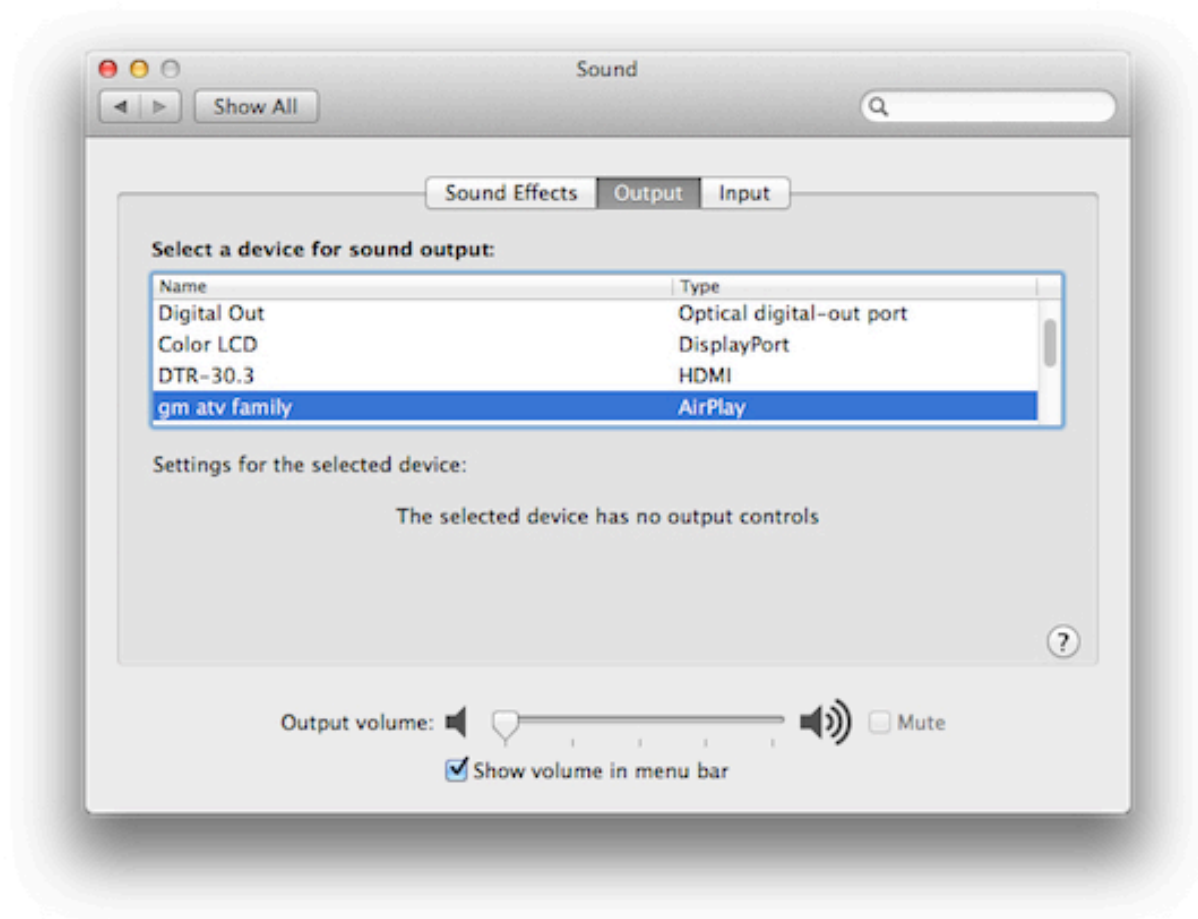 Sound
Show All
Sound Effects Output Input
Select a device for sound output:
Name Type
Digital Out Optical digital-out port
Color LCD DisplayPort
DTR-30.3 HDMI
gm atv family AirPlay
Settings for the selected device:
The selected device has no output controls
?
Output volume: Mute
Show volume in menu bar